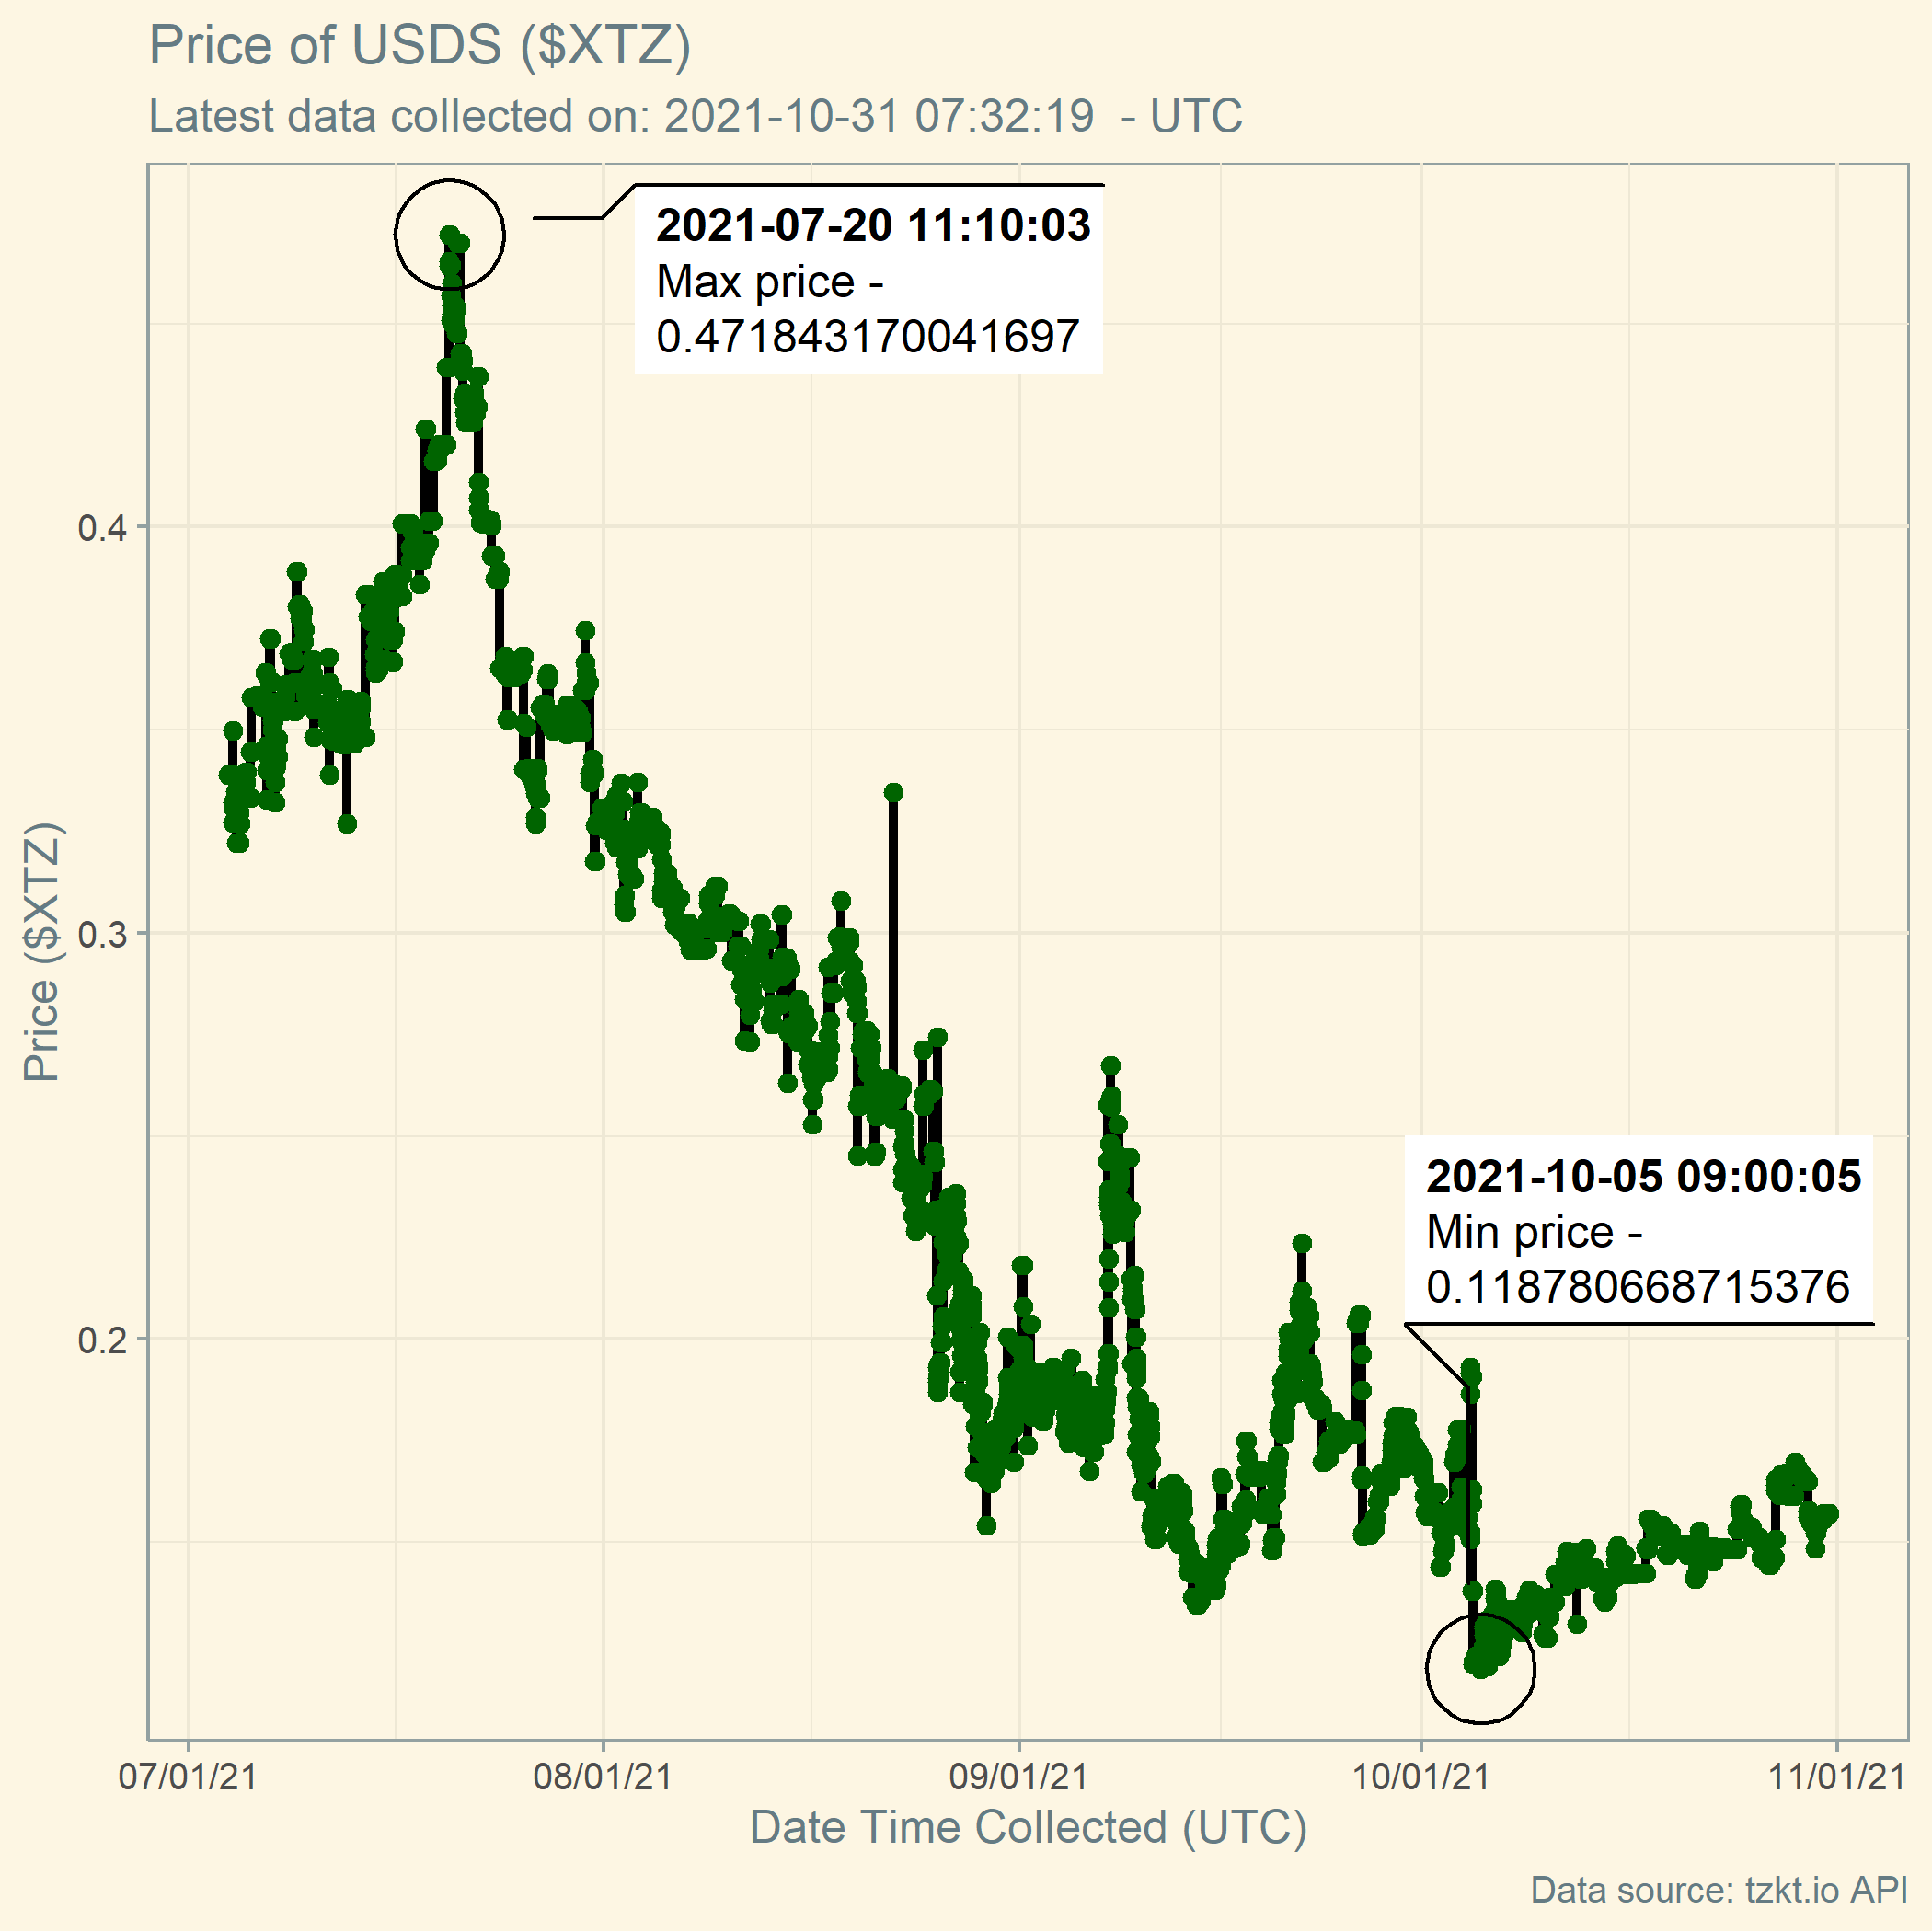 Price of USDS ($XTZ)
Latest data collected on: 2021-10-31 07:32:19  - UTC
2021-07-20 11:10:03
Max price -
0.471843170041697
2021-10-05 09:00:05
Min price -
0.118780668715376
Price ($XTZ)
0.4
0.3
0.2
07/01/21
08/01/21
09/01/21
10/01/21
11/01/21
Date Time Collected (UTC)
Data source: tzkt.io API